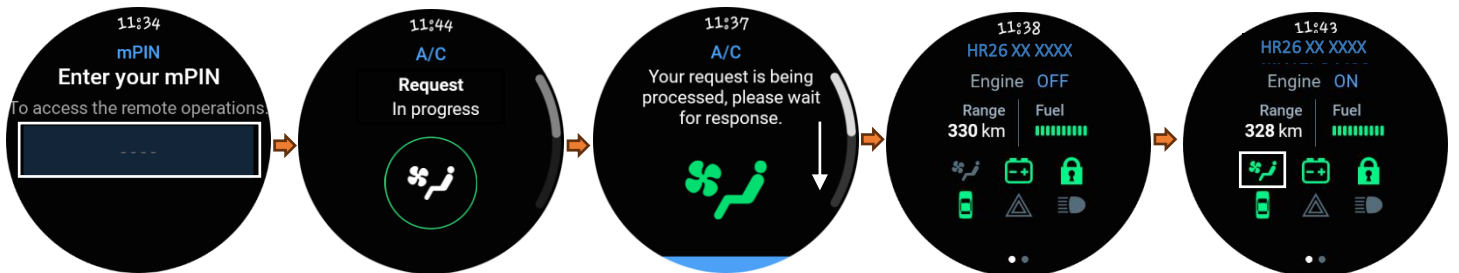 11:34
mPIN
Enter your mPIN
To access the remote operations.
- - - -
11:44
A/C
Request
In progress
11:37
A/C
Your request is being
processed, please wait
for response.
11:38
HR26 XX XXXX
Engine OFF
Range Fuel
330 km
11:43
HR26 XX XXXX
Engine ON
Range Fuel
328 km